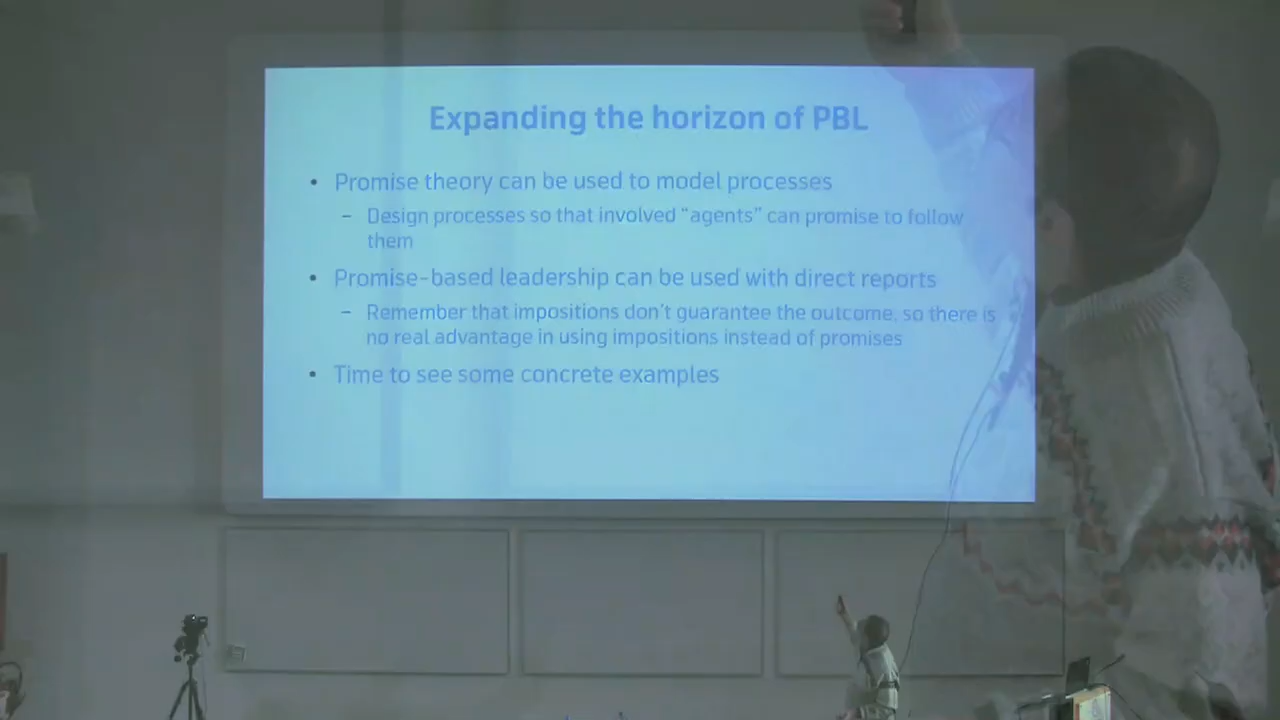 Expanding the horizon of PBL
• Promise theory can be used to model processes
– Design processes so that involved “agents” can promise to follow
them
• Promise-based leadership can be used with direct reports
– Remember that impositions don't guarantee the outcome, so there is
no real advantage in using impositions instead of promises
• Time to see some concrete examples